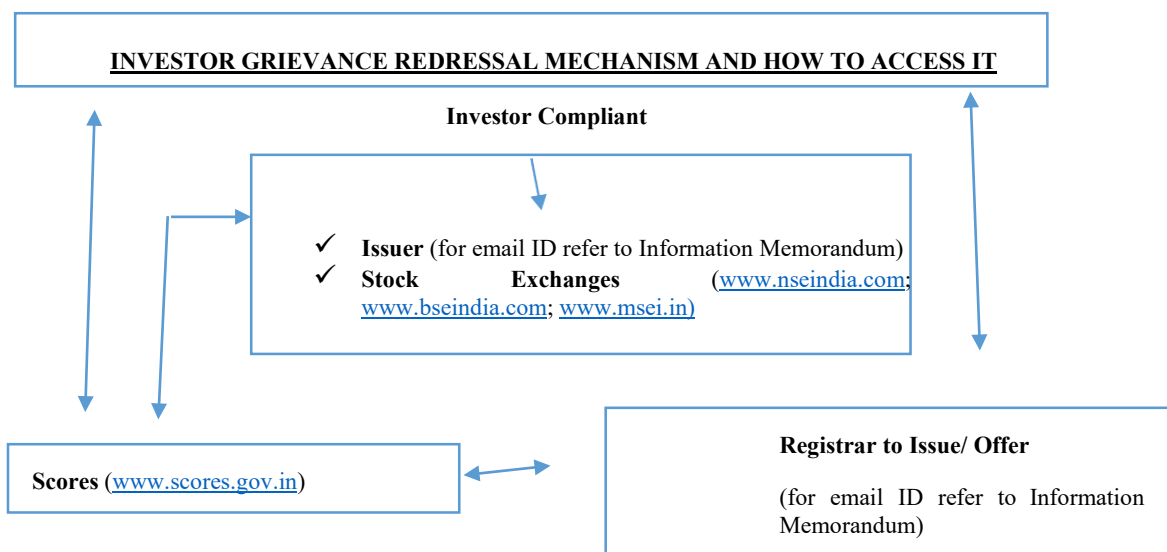 INVESTOR GRIEVANCE REDRESSAL MECHANISM AND HOW TO ACCESS IT
Investor Compliant
✓ Issuer (for email ID refer to Information Memorandum)
✓ Stock Exchanges (www.nseindia.com;
www.bseindia.com; www.msei.in)
Scores (www.scores.gov.in)
Registrar to Issue/ Offer
(for email ID refer to Information
Memorandum)